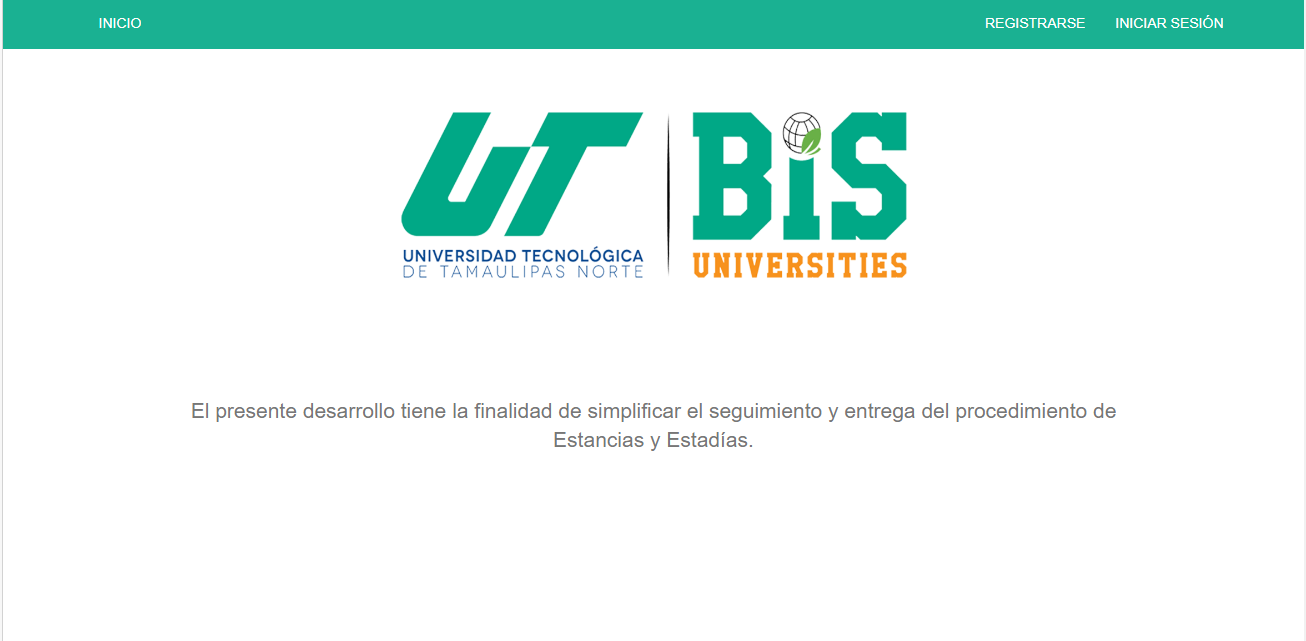 INICIO
REGISTRARSE
INICIAR SESIÓN
UT
UNIVERSIDAD TECNOLÓGICA
DE TAMAULIPAS NORTE
BiS
UNIVERSITIES
El presente desarrollo tiene la finalidad de simplificar el seguimiento y entrega del procedimiento de
Estancias y Estadías.